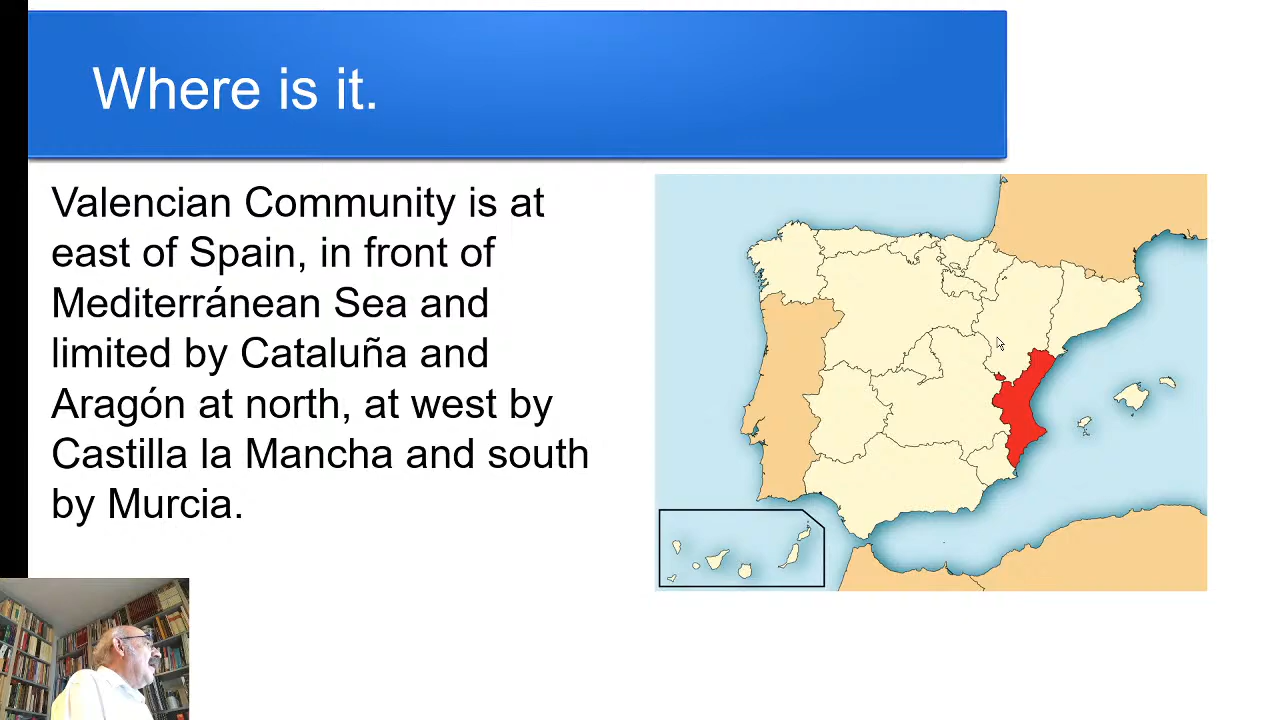 Where is it.
Valencian Community is at
east of Spain, in front of
Mediterránean Sea and
limited by Cataluña and
Aragón at north, at west by
Castilla la Mancha and south
by Murcia.